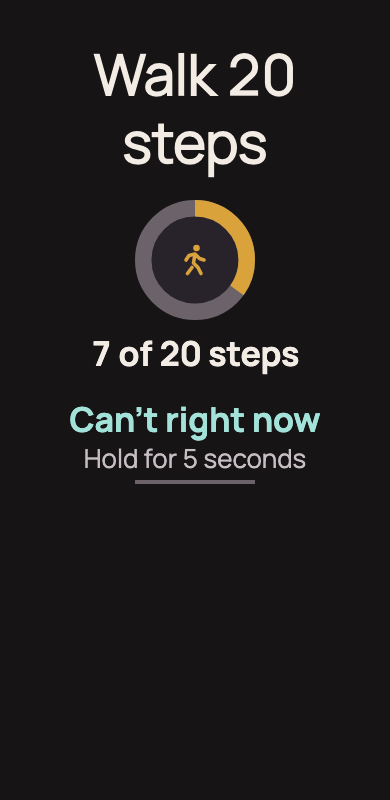 Walk 20
steps
7 of 20 steps
Can’t right now
Hold for 5 seconds